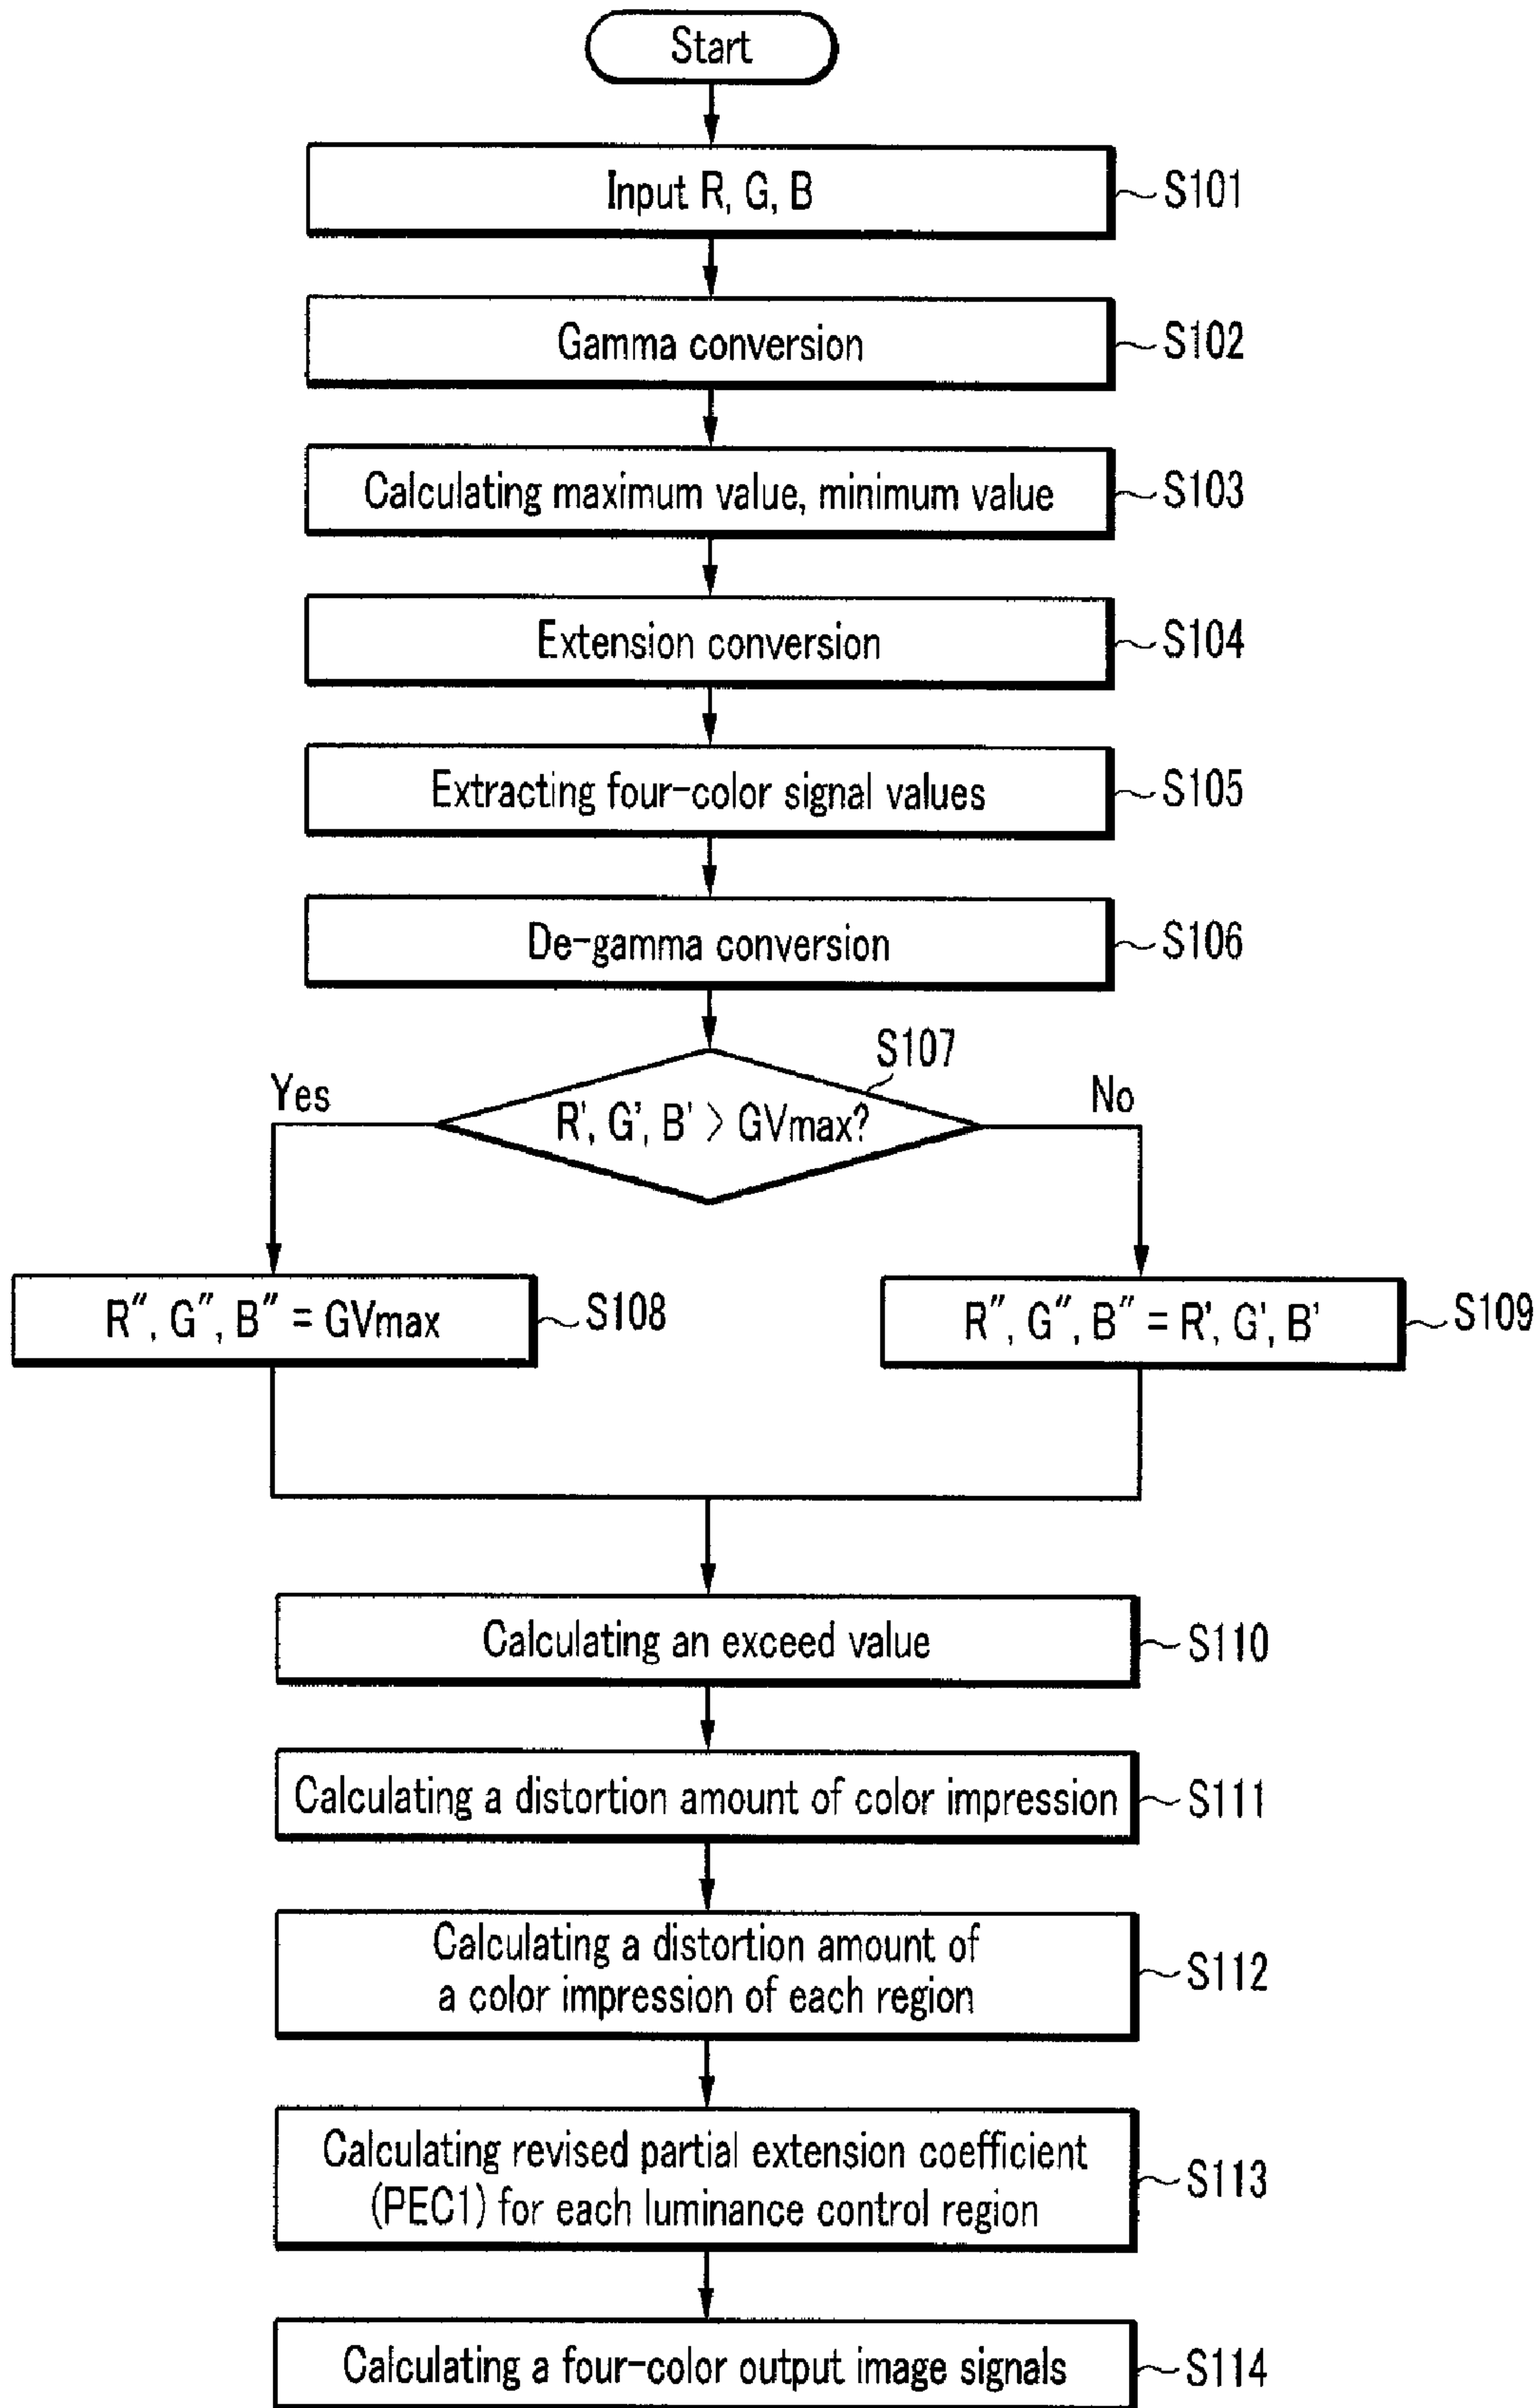 Start
Input R, G, B
S101
Gamma conversion
S102
Calculating maximum value, minimum value
S103
Extension conversion
S104
Extracting four-color signal values
S105
De-gamma conversion
S106
S107
Yes
R', G', B' > GVmax?
No
R", G", B" = GVmax
S108
R", G", B" = R', G', B'
S109
Calculating an exceed value
S110
Calculating a distortion amount of color impression
S111
Calculating a distortion amount of
a color impression of each region
S112
Calculating revised partial extension coefficient
(PEC1) for each luminance control region
S113
Calculating a four-color output image signals
S114